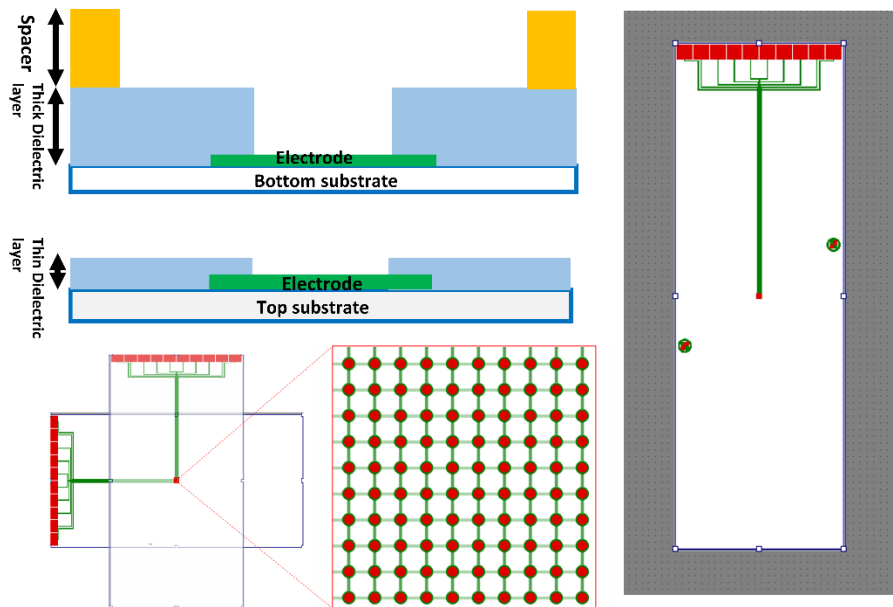 Spacer
Thick Dielectric
layer
Electrode
Bottom substrate
Thin Dielectric
layer
Electrode
Top substrate